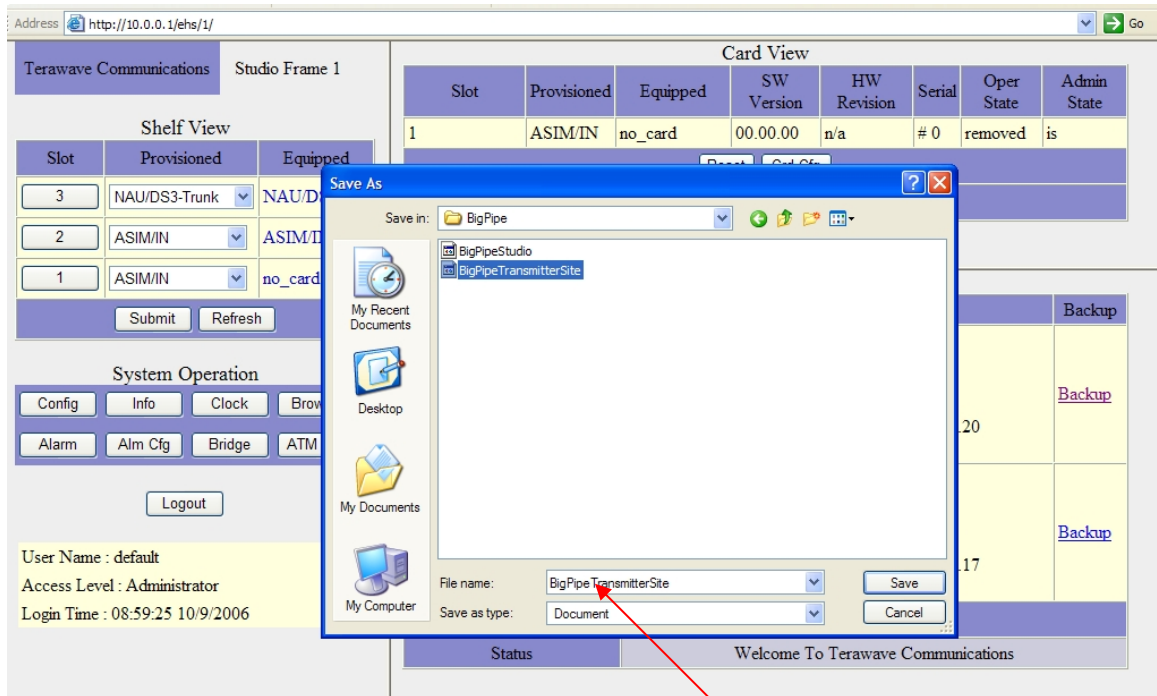 Address http://10.0.0.1/ehs/1/ Go
Terawave Communications Studio Frame 1
Shelf View
Slot Provisioned Equipped
3 NAU/DS3-Trunk
2 ASIM/IN
1 ASIM/IN no_card
Submit Refresh
System Operation
Config Info Clock
Alarm Alm Cfg Bridge ATM
Logout
User Name : default
Access Level : Administrator
Login Time : 08:59:25 10/9/2006
Card View
Slot Provisioned Equipped SW Version HW Revision Serial Oper State Admin State
1 ASIM/IN no_card 00.00.00 n/a # 0 removed is
Save As
Save in: BigPipe
BigPipeStudio
BigPipeTransmitterSite
My Recent Documents
Desktop
My Documents
My Computer
File name: BigPipeTransmitterSite Save
Save as type: Document Cancel
Backup
Backup
.20
Backup
.17
Status Welcome To Terawave Communications